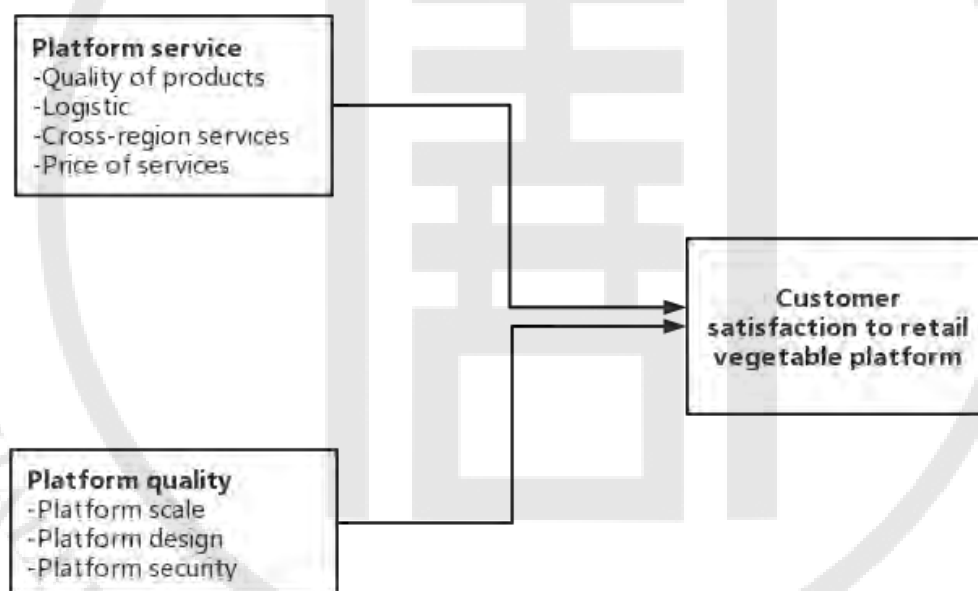 Platform service
-Quality of products
-Logistic
-Cross-region services
-Price of services
Customer
satisfaction to retail
vegetable platform
Platform quality
-Platform scale
-Platform design
-Platform security